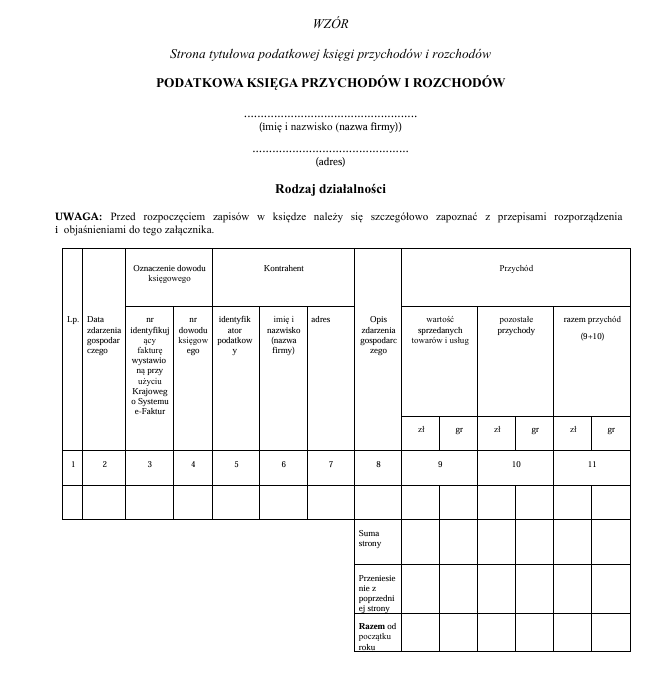 WZÓR
Strona tytułowa podatkowej księgi przychodów i rozchodów
PODATKOWA KSIĘGA PRZYCHODÓW I ROZCHODÓW
....................................................
(imię i nazwisko (nazwa firmy))
...............................................
(adres)
Rodzaj działalności
UWAGA: Przed rozpoczęciem zapisów w księdze należy się szczegółowo zapoznać z przepisami rozporządzenia
i objaśnieniami do tego załącznika.
Oznaczenie dowodu
księgowego
Kontrahent
Przychód
Lp.
Data
zdarzenia
gospodar
czego
nr
identyfikuj
ący
fakturę
wystawio
ną przy
użyciu
Krajoweg
o Systemu
e-Faktur
nr
dowodu
księgow
ego
identyfik
ator
podatkow
y
imię i
nazwisko
(nazwa
firmy)
adres
Opis
zdarzenia
gospodarc
zego
wartość
sprzedanych
towarów i usług
pozostałe
przychody
razem przychód
(9+10)
zł gr zł gr zł gr
1 2 3 4 5 6 7 8 9 10 11
Suma
strony
Przeniesie
nie z
poprzedni
ej strony
Razem od
początku
roku